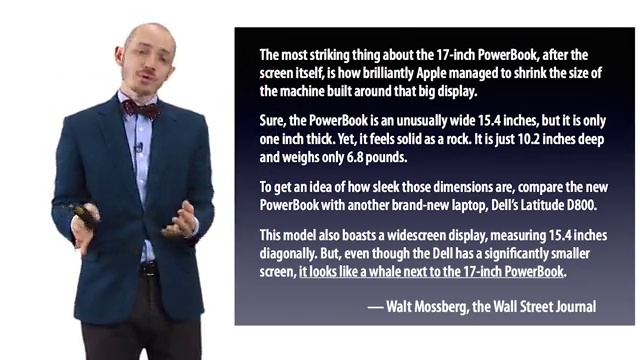 The most striking thing about the 17-inch PowerBook, after the
screen itself, is how brilliantly Apple managed to shrink the size of
the machine built around that big display.
Sure, the PowerBook is an unusually wide 15.4 inches, but it is only
one inch thick. Yet, it feels solid as a rock. It is just 10.2 inches deep
and weighs only 6.8 pounds.
To get an idea of how sleek those dimensions are, compare the new
PowerBook with another brand-new laptop, Dell's Latitude D800.
This model also boasts a widescreen display, measuring 15.4 inches
diagonally. But, even though the Dell has a significantly smaller
screen, it looks like a whale next to the 17-inch PowerBook.
— Walt Mossberg, the Wall Street Journal